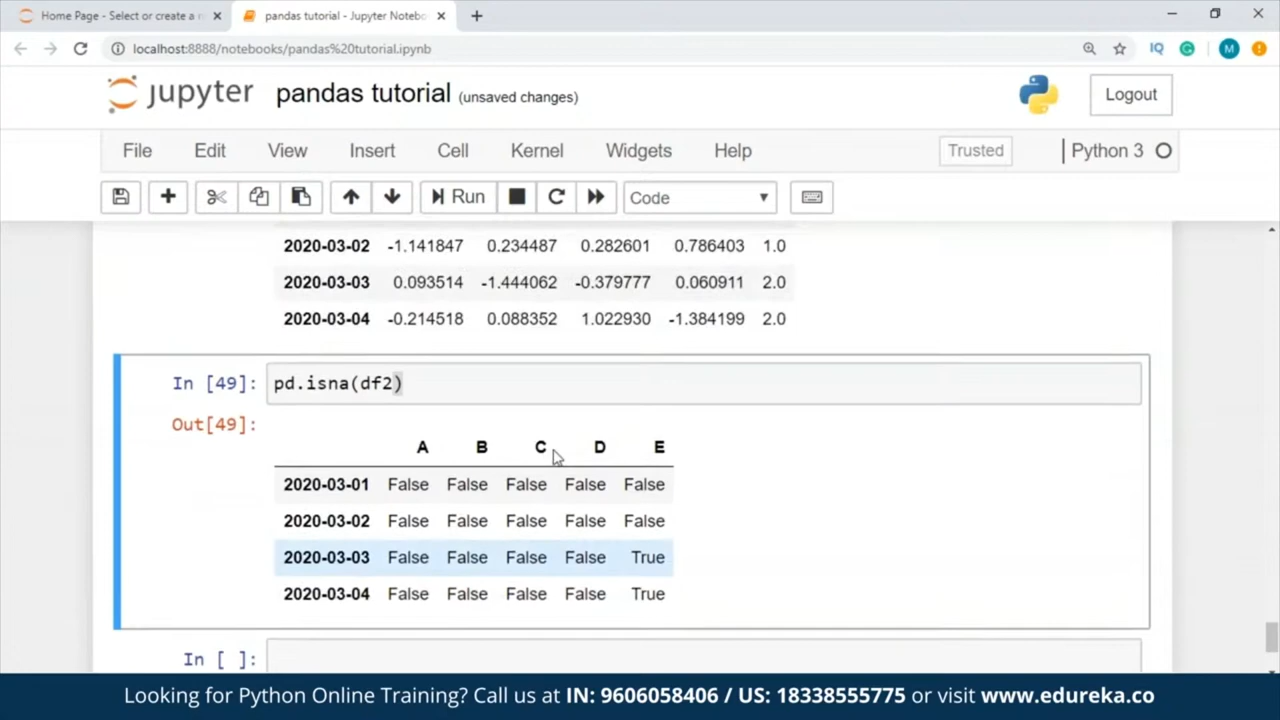 Home Page - Select or create a n
pandas tutorial - Jupyter Notebo
localhost:8888/notebooks/pandas%20tutorial.ipynb
IQ
G
M
jupyter pandas tutorial (unsaved changes)
Logout
File Edit View Insert Cell Kernel Widgets Help
Trusted
Python 3
Run
Code
2020-03-02 -1.141847 0.234487 0.282601 0.786403 1.0
2020-03-03 0.093514 -1.444062 -0.379777 0.060911 2.0
2020-03-04 -0.214518 0.088352 1.022930 -1.384199 2.0
In [49]: pd.isna(df2)
Out[49]:
A B C D E
2020-03-01 False False False False False
2020-03-02 False False False False False
2020-03-03 False False False False True
2020-03-04 False False False False True
In [ ]:
Looking for Python Online Training? Call us at IN: 9606058406 / US: 18338555775 or visit www.edureka.co